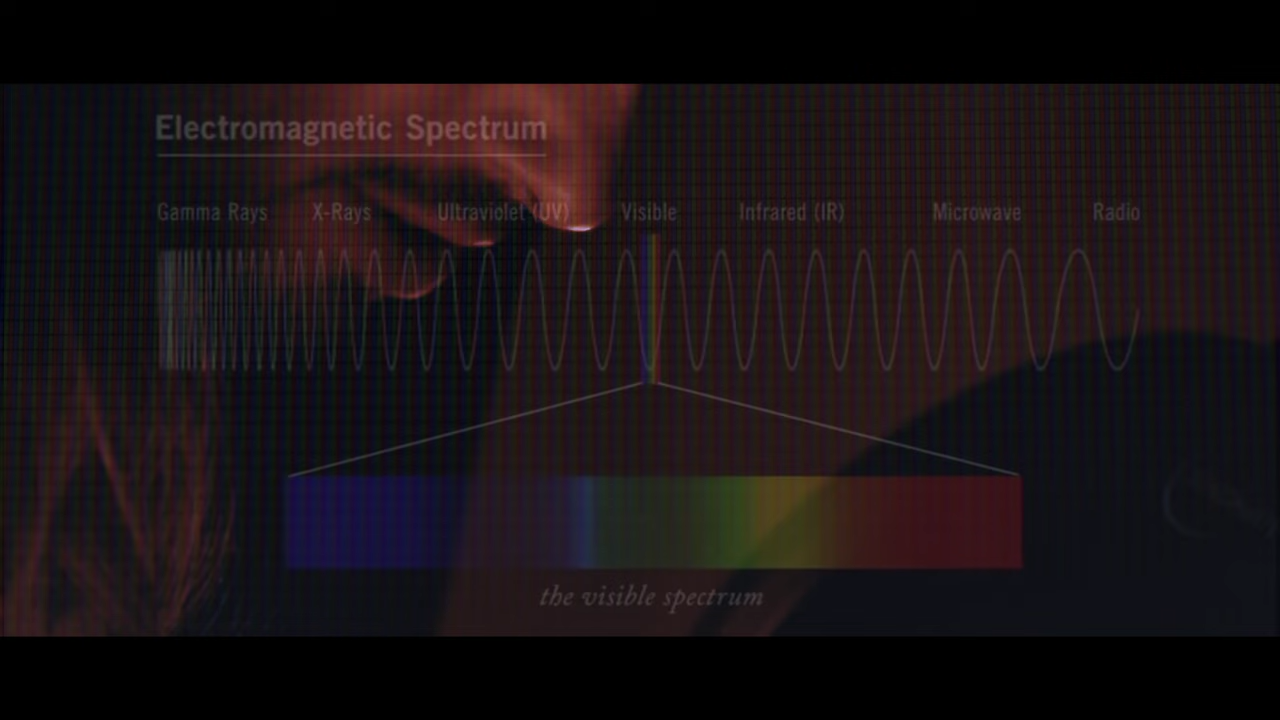 Electromagnetic Spectrum
Gamma Rays X-Rays Ultraviolet (UV) Visible Infrared (IR) Microwave Radio
the visible spectrum